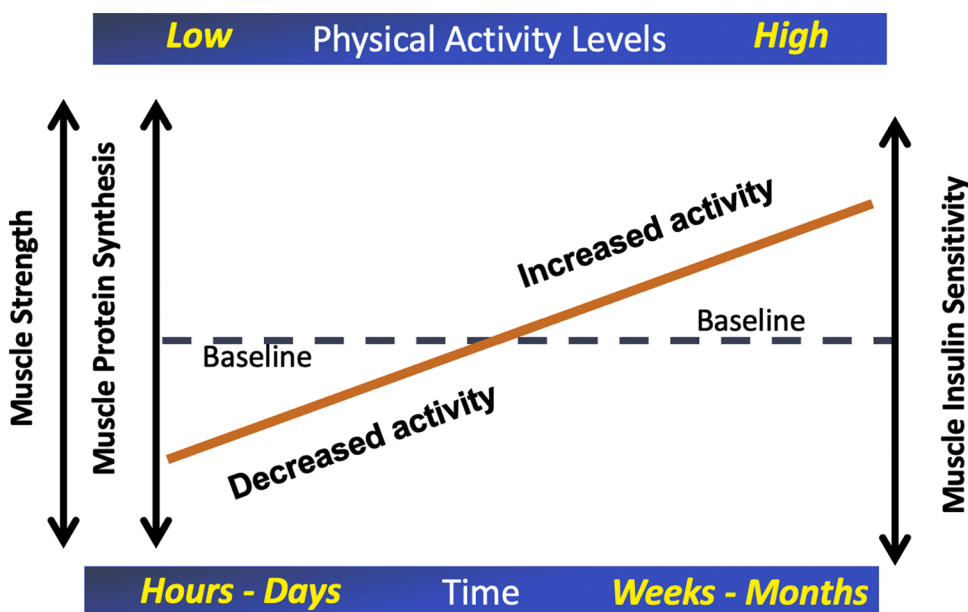 Low Physical Activity Levels High
Muscle Strength
Muscle Protein Synthesis
Increased activity
Baseline
Baseline
Decreased activity
Muscle Insulin Sensitivity
Hours - Days Time Weeks - Months